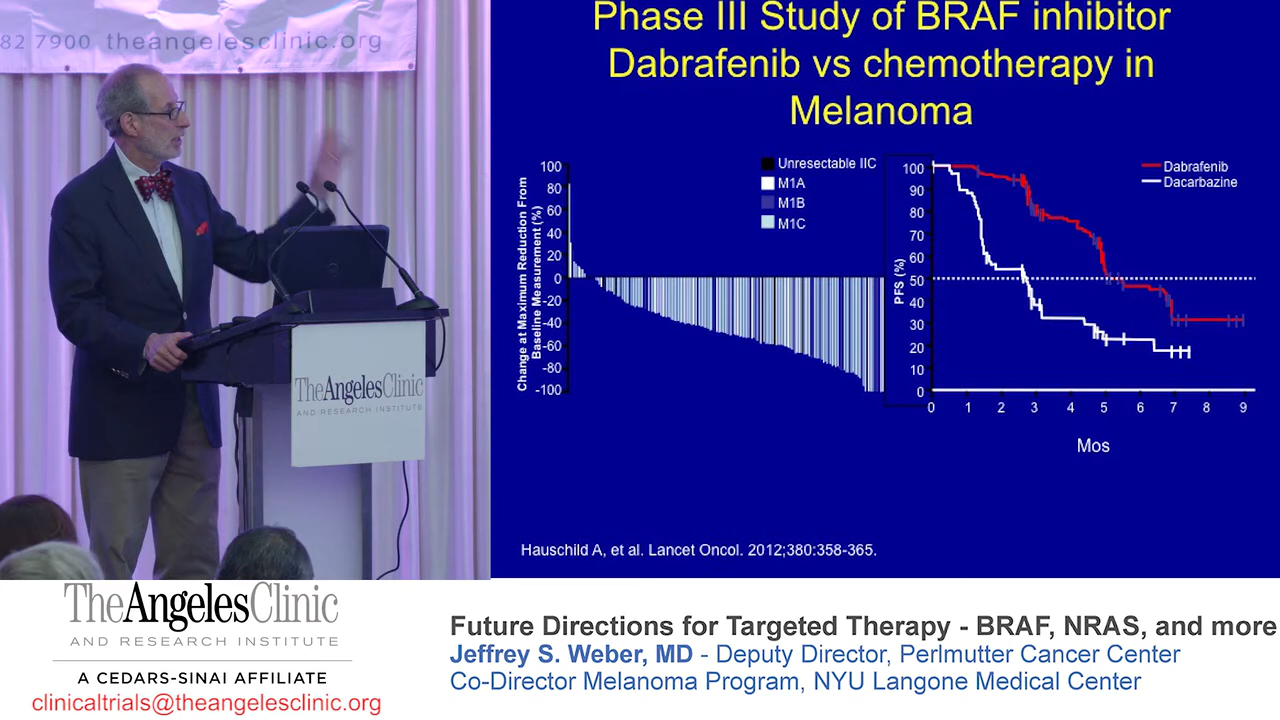 82 7900 theangelesclinic.org
Phase III Study of BRAF inhibitor
Dabrafenib vs chemotherapy in
Melanoma
Change at Maximum Reduction From
Baseline Measurement (%)
100
80
60
40
20
0
-20
-40
-60
-80
-100
Unresectable IIC
M1A
M1B
M1C
PFS (%)
100
90
80
70
60
50
40
30
20
10
0
Dabrafenib
Dacarbazine
0 1 2 3 4 5 6 7 8 9
Mos
Hauschild A, et al. Lancet Oncol. 2012;380:358-365.
TheAngelesClinic
AND RESEARCH INSTITUTE
TheAngelesClinic
AND RESEARCH INSTITUTE
A CEDARS-SINAI AFFILIATE
clinicaltrials@theangelesclinic.org
Future Directions for Targeted Therapy - BRAF, NRAS, and more
Jeffrey S. Weber, MD - Deputy Director, Perlmutter Cancer Center
Co-Director Melanoma Program, NYU Langone Medical Center